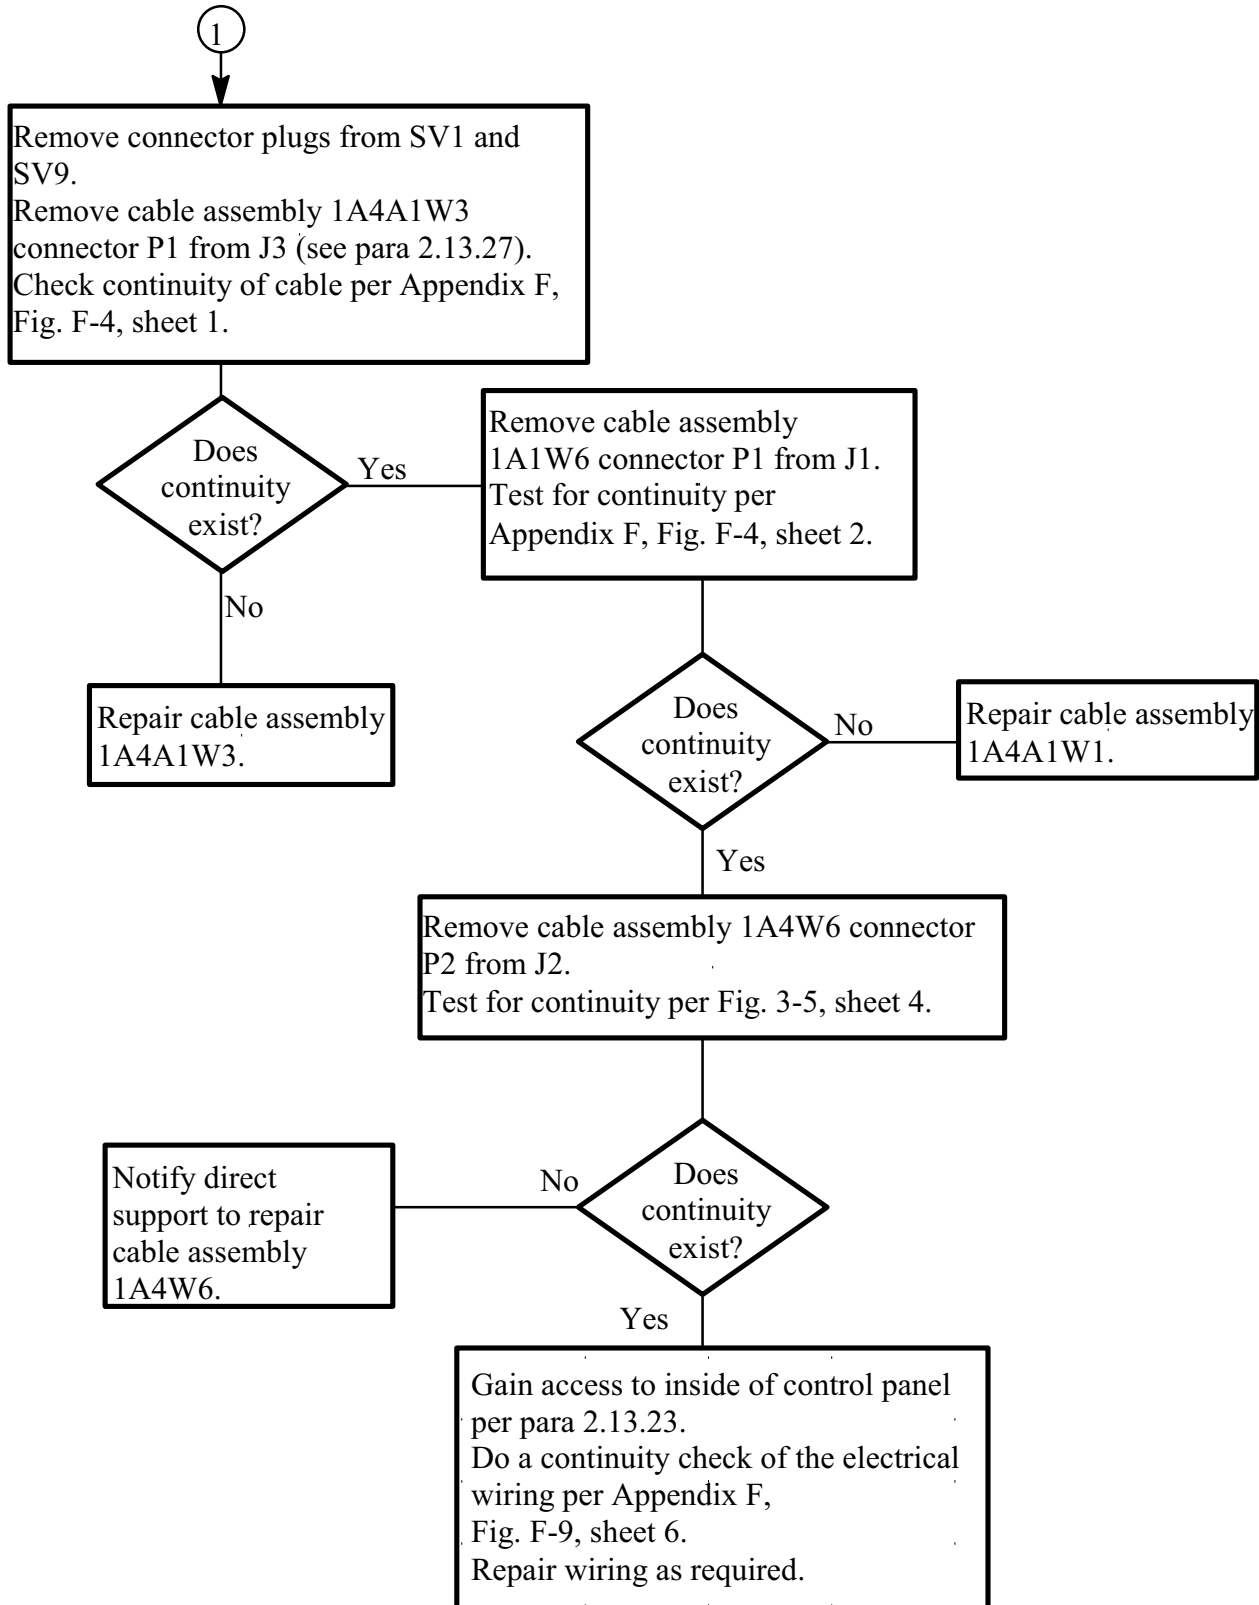 1
Remove connector plugs from SV1 and
SV9.
Remove cable assembly 1A4A1W3
connector P1 from J3 (see para 2.13.27).
Check continuity of cable per Appendix F,
Fig. F-4, sheet 1.
Does
continuity
exist?
Yes
Remove cable assembly
1A1W6 connector P1 from J1.
Test for continuity per
Appendix F, Fig. F-4, sheet 2.
No
Repair cable assembly
1A4A1W3.
Does
continuity
exist?
No
Repair cable assembly
1A4A1W1.
Yes
Remove cable assembly 1A4W6 connector
P2 from J2.
Test for continuity per Fig. 3-5, sheet 4.
Does
continuity
exist?
No
Notify direct
support to repair
cable assembly
1A4W6.
Yes
Gain access to inside of control panel
per para 2.13.23.
Do a continuity check of the electrical
wiring per Appendix F,
Fig. F-9, sheet 6.
Repair wiring as required.